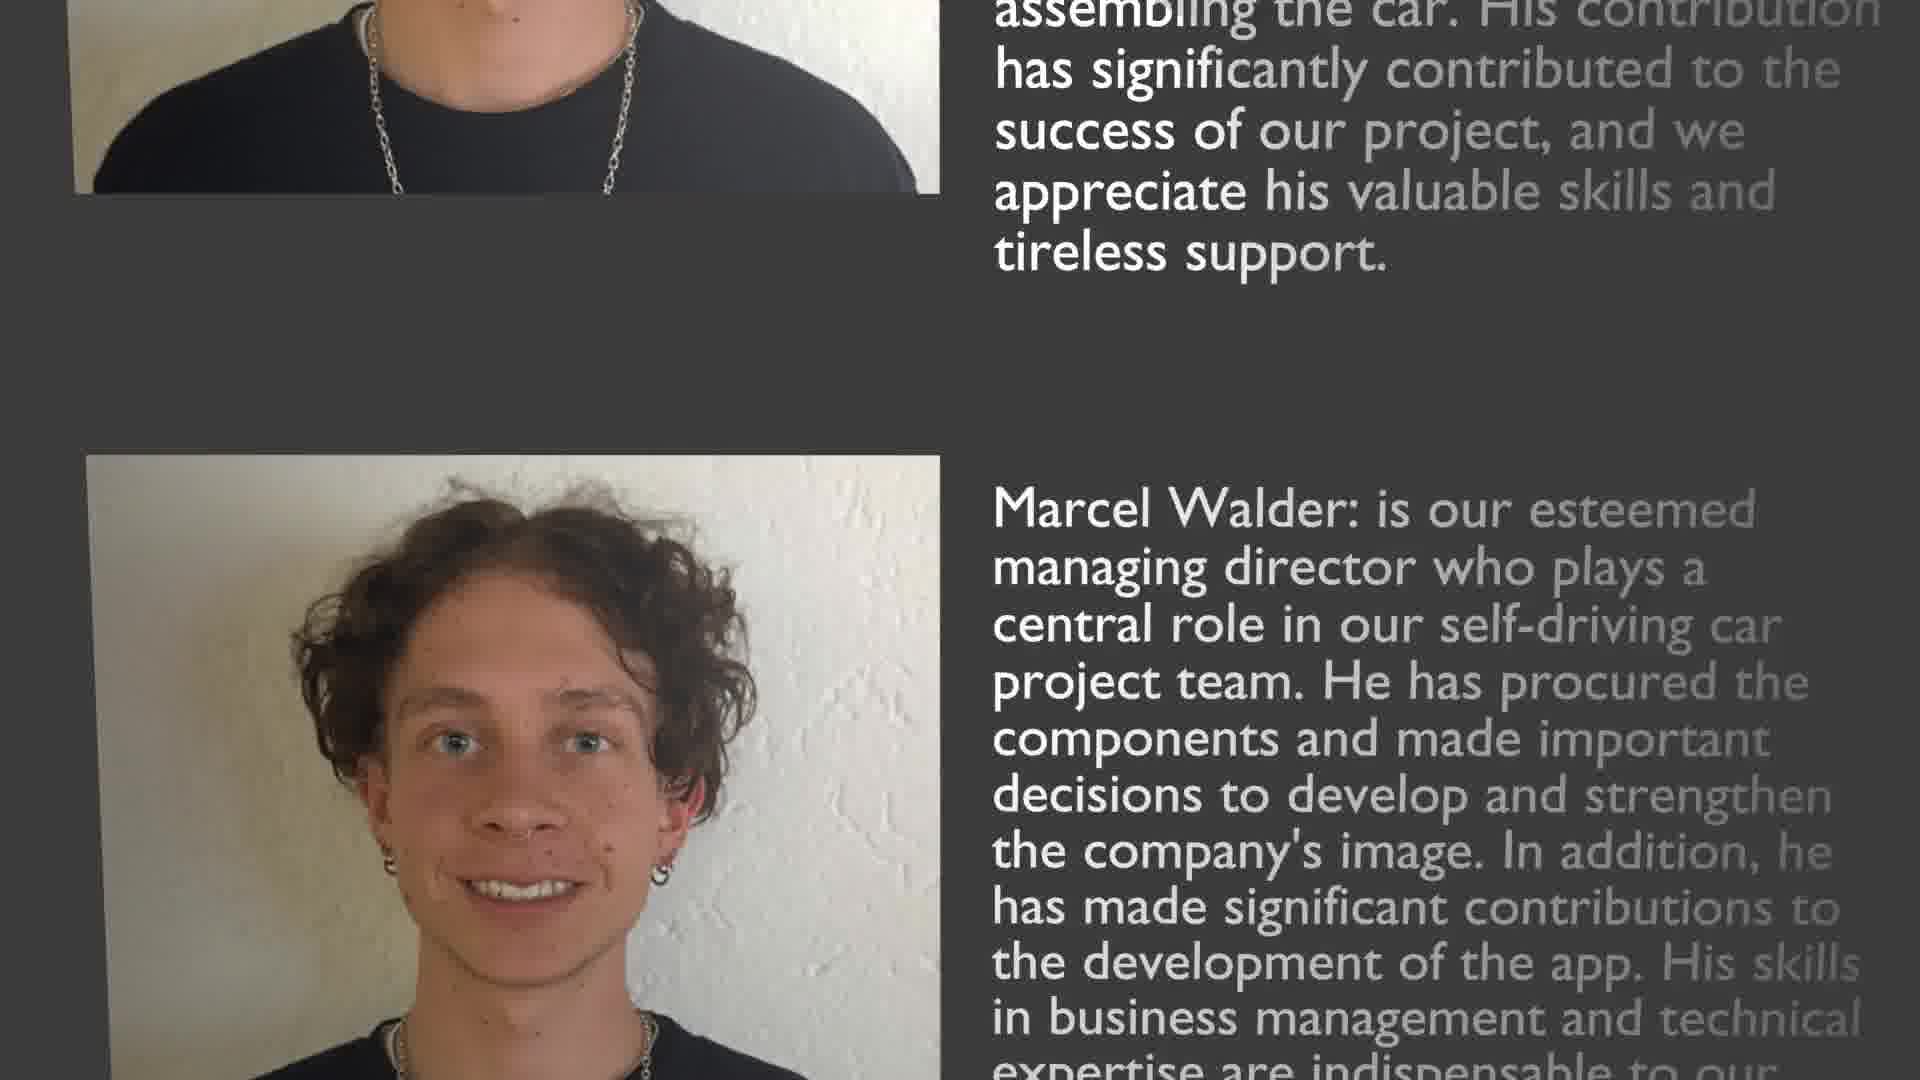 assembling the car. His contribution
has significantly contributed to the
success of our project, and we
appreciate his valuable skills and
tireless support.
Marcel Walder: is our esteemed
managing director who plays a
central role in our self-driving car
project team. He has procured the
components and made important
decisions to develop and strengthen
the company's image. In addition, he
has made significant contributions to
the development of the app. His skills
in business management and technical
expertise are indispensable to our